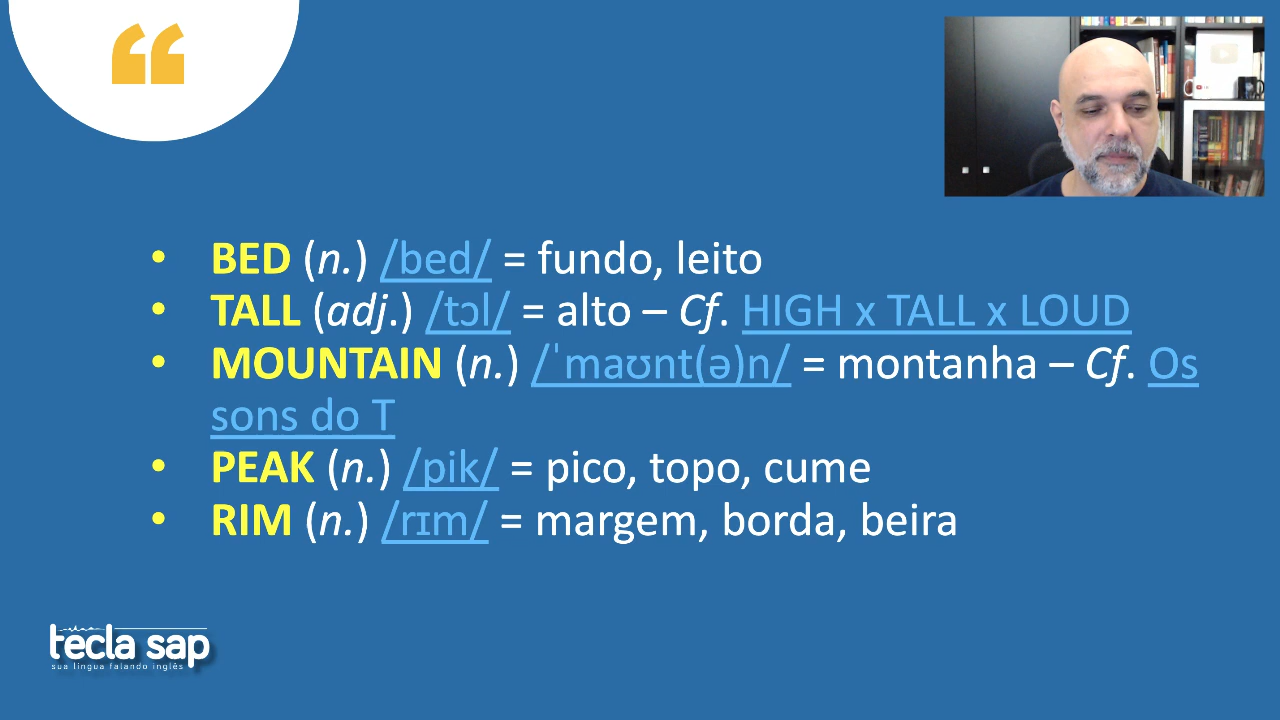 • BED (n.) /bed/ = fundo, leito
• TALL (adj.) /tɔl/ = alto – Cf. HIGH x TALL x LOUD
• MOUNTAIN (n.) /ˈmaʊnt(ə)n/ = montanha – Cf. Os
sons do T
• PEAK (n.) /pik/ = pico, topo, cume
• RIM (n.) /rɪm/ = margem, borda, beira
tecla sap
sua língua falando inglês